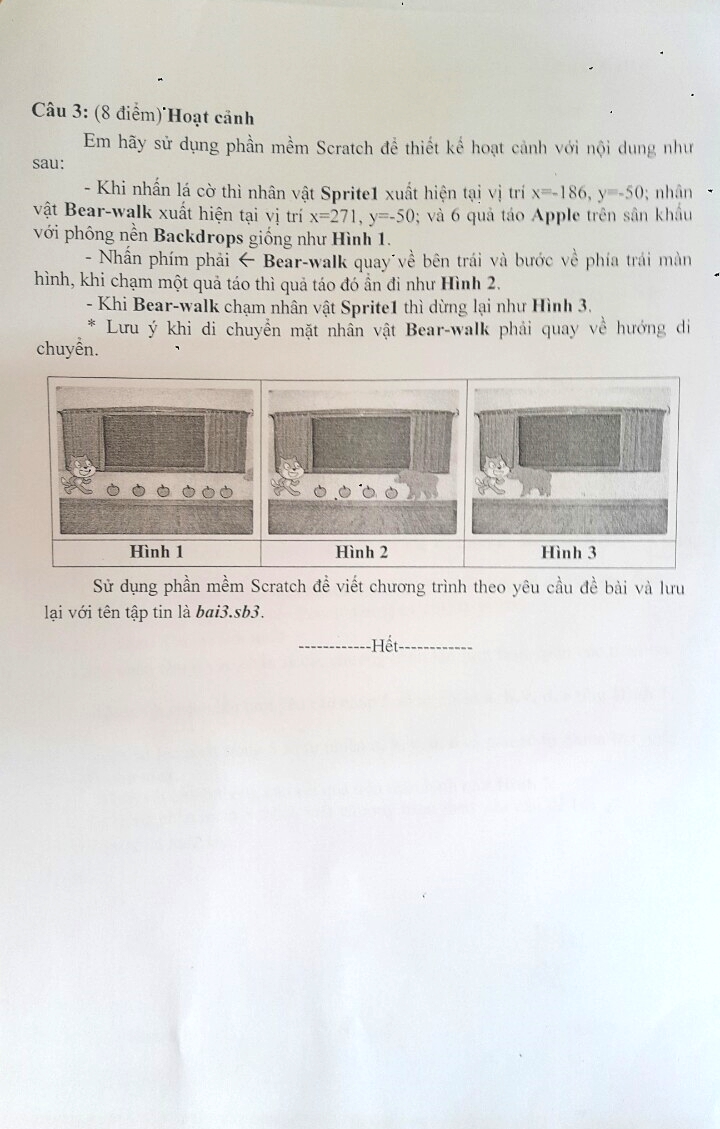 Câu 3: (8 điểm) Hoạt cảnh
Em hãy sử dụng phần mềm Scratch để thiết kế hoạt cảnh với nội dung như
sau:
- Khi nhấn lá cờ thì nhân vật Sprite1 xuất hiện tại vị trí x=-186, y=-50; nhân
vật Bear-walk xuất hiện tại vị trí x=271, y=-50; và 6 quả táo Apple trên sân khấu
với phông nền Backdrops giống như Hình 1.
- Nhấn phím phải ← Bear-walk quay về bên trái và bước về phía trái màn
hình, khi chạm một quả táo thì quả táo đó ẩn đi như Hình 2.
- Khi Bear-walk chạm nhân vật Sprite1 thì dừng lại như Hình 3.
* Lưu ý khi di chuyển mặt nhân vật Bear-walk phải quay về hướng di
chuyển.
Hình 1
Hình 2
Hình 3
Sử dụng phần mềm Scratch để viết chương trình theo yêu cầu đề bài và lưu
lại với tên tập tin là bai3.sb3.
------------Hết------------